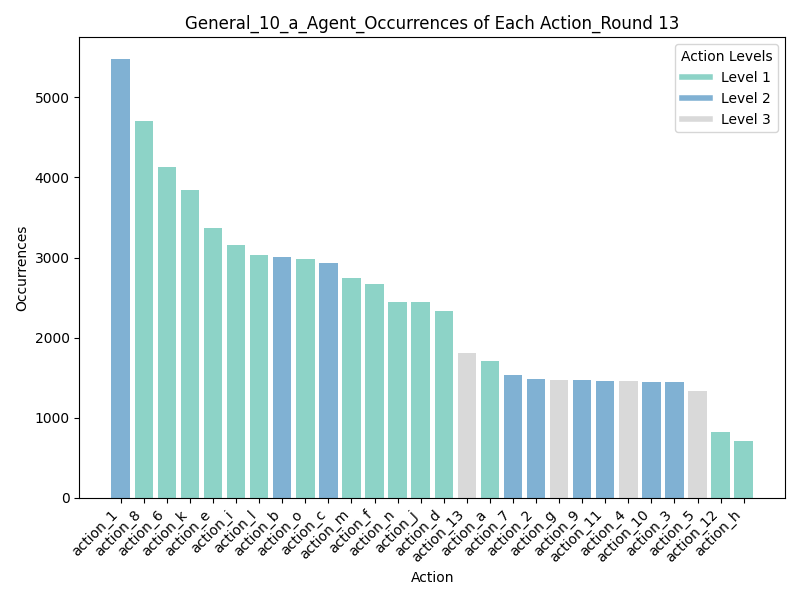 General_10_a_Agent_Occurrences of Each Action_Round 13
Action Levels
Level 1
Level 2
Level 3
Occurrences
5000
4000
3000
2000
1000
0
action_1
action_8
action_6
action_k
action_e
action_i
action_l
action_b
action_o
action_c
action_m
action_f
action_n
action_j
action_d
action_13
action_a
action_7
action_2
action_g
action_9
action_11
action_4
action_10
action_3
action_5
action_12
action_h
Action